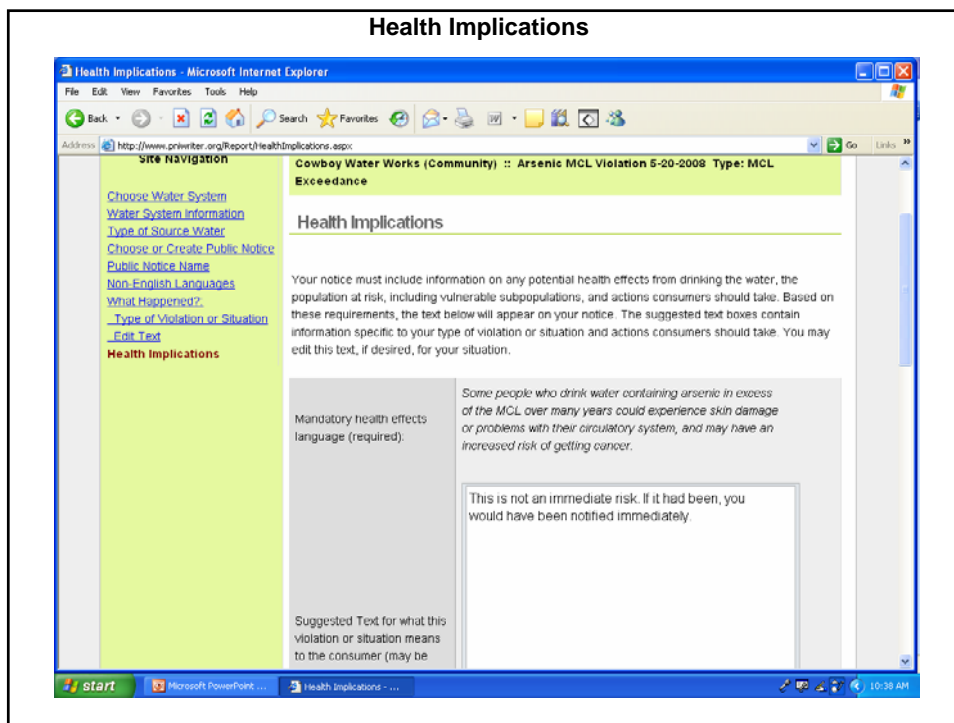 Health Implications
Health Implications - Microsoft Internet Explorer
File Edit View Favorites Tools Help
Back Search Favorites
Address http://www.pniwriter.org/Report/HealthImplications.aspx Go Links »
Site Navigation
Choose Water System
Water System Information
Type of Source Water
Choose or Create Public Notice
Public Notice Name
Non-English Languages
What Happened?:
Type of Violation or Situation
Edit Text
Health Implications
Cowboy Water Works (Community) :: Arsenic MCL Violation 5-20-2008 Type: MCL
Exceedance
Health Implications
Your notice must include information on any potential health effects from drinking the water, the
population at risk, including vulnerable subpopulations, and actions consumers should take. Based on
these requirements, the text below will appear on your notice. The suggested text boxes contain
information specific to your type of violation or situation and actions consumers should take. You may
edit this text, if desired, for your situation.
Mandatory health effects
language (required):
Some people who drink water containing arsenic in excess
of the MCL over many years could experience skin damage
or problems with their circulatory system, and may have an
increased risk of getting cancer.
This is not an immediate risk. If it had been, you
would have been notified immediately.
Suggested Text for what this
violation or situation means
to the consumer (may be
start Microsoft PowerPoint ... Health Implications - ... 10:38 AM